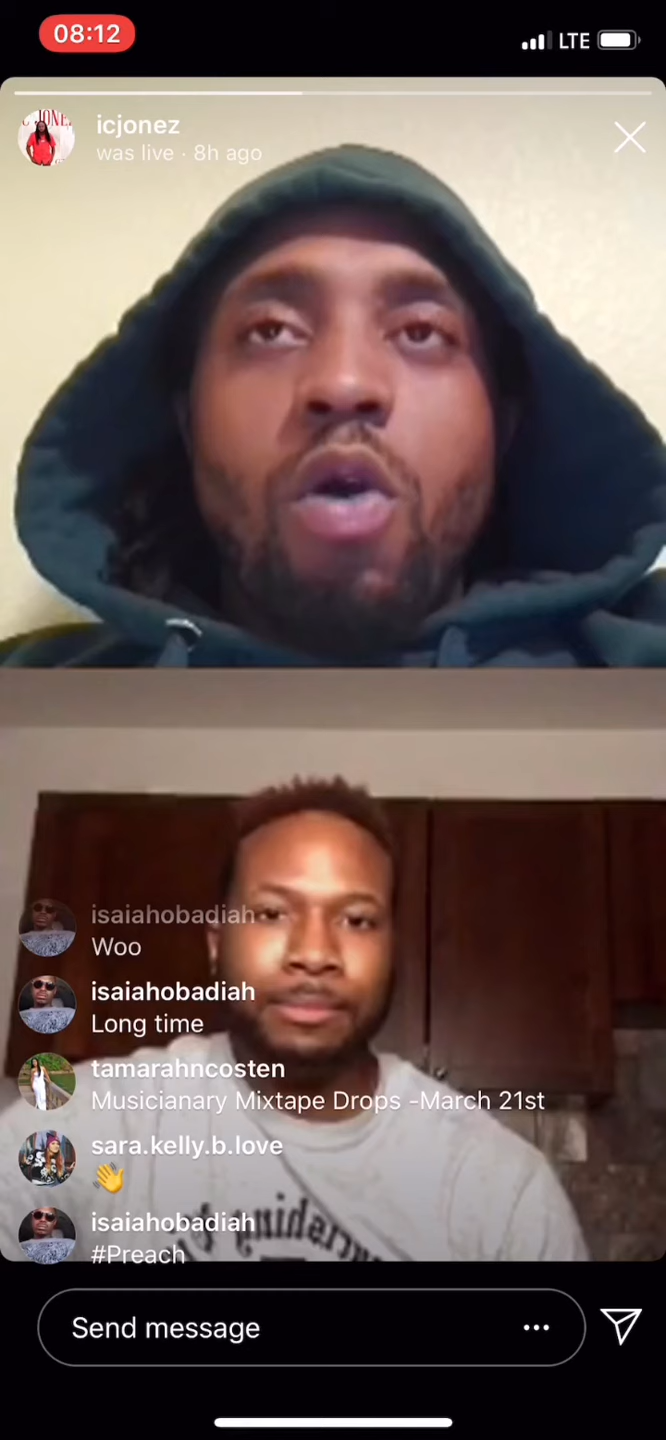 08:12
LTE
icjonez
was live · 8h ago
isaiahobadiah
Woo
isaiahobadiah
Long time
tamarahncosten
Musicianary Mixtape Drops -March 21st
sara.kelly.b.love
👋
isaiahobadiah
#Preach
Send message